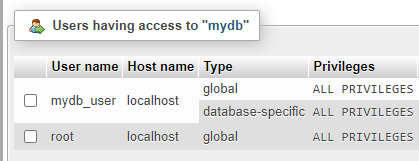 Users having access to "mydb"
User name Host name Type Privileges
mydb_user localhost global ALL PRIVILEGES
database-specific ALL PRIVILEGES
root localhost global ALL PRIVILEGES